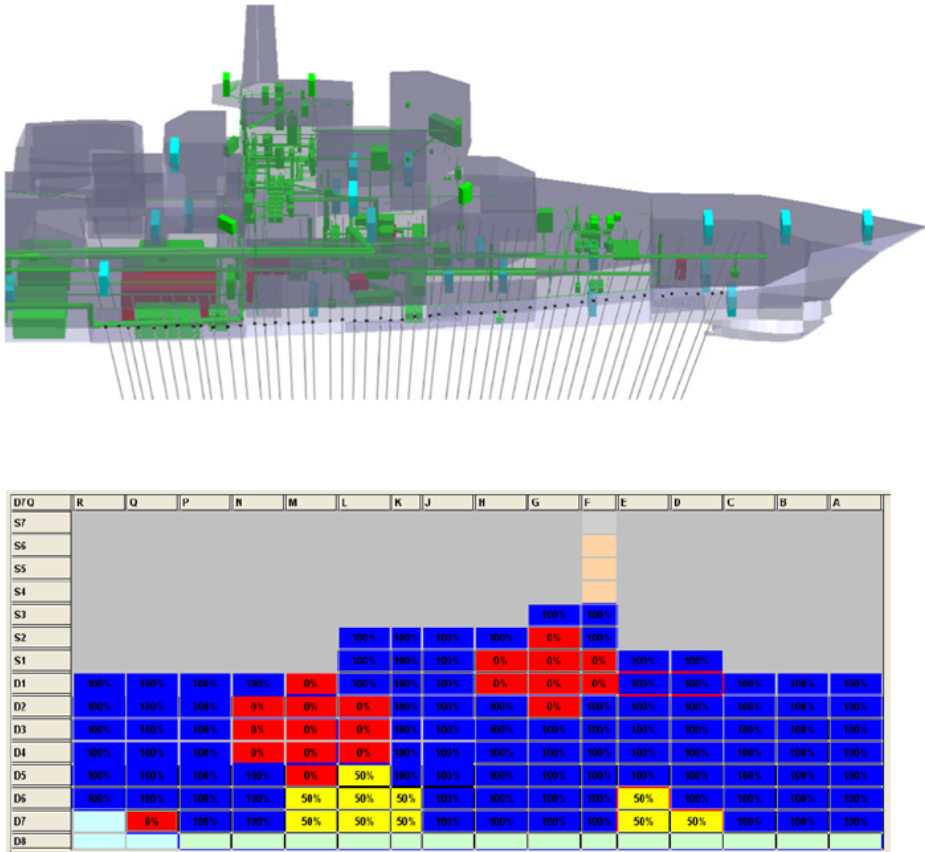 D7Q R Q P N M L K J H G F E D C B A
S7
S6
S5
S4
S3 100% 100%
S2 100% 100% 100% 100% 0% 100%
S1 100% 100% 100% 0% 0% 0% 100% 100%
D1 100% 100% 100% 100% 0% 100% 100% 100% 0% 0% 0% 100% 100% 100% 100% 100%
D2 100% 100% 100% 0% 0% 0% 100% 100% 100% 0% 100% 100% 100% 100% 100% 100%
D3 100% 100% 100% 0% 0% 0% 100% 100% 100% 100% 100% 100% 100% 100% 100% 100%
D4 100% 100% 100% 0% 0% 0% 100% 100% 100% 100% 100% 100% 100% 100% 100% 100%
D5 100% 100% 100% 100% 0% 50% 100% 100% 100% 100% 100% 100% 100% 100% 100% 100%
D6 100% 100% 100% 100% 50% 50% 50% 100% 100% 100% 100% 50% 100% 100% 100% 100%
D7 0% 100% 100% 50% 50% 50% 100% 100% 100% 100% 50% 50% 100% 100% 100%
D8